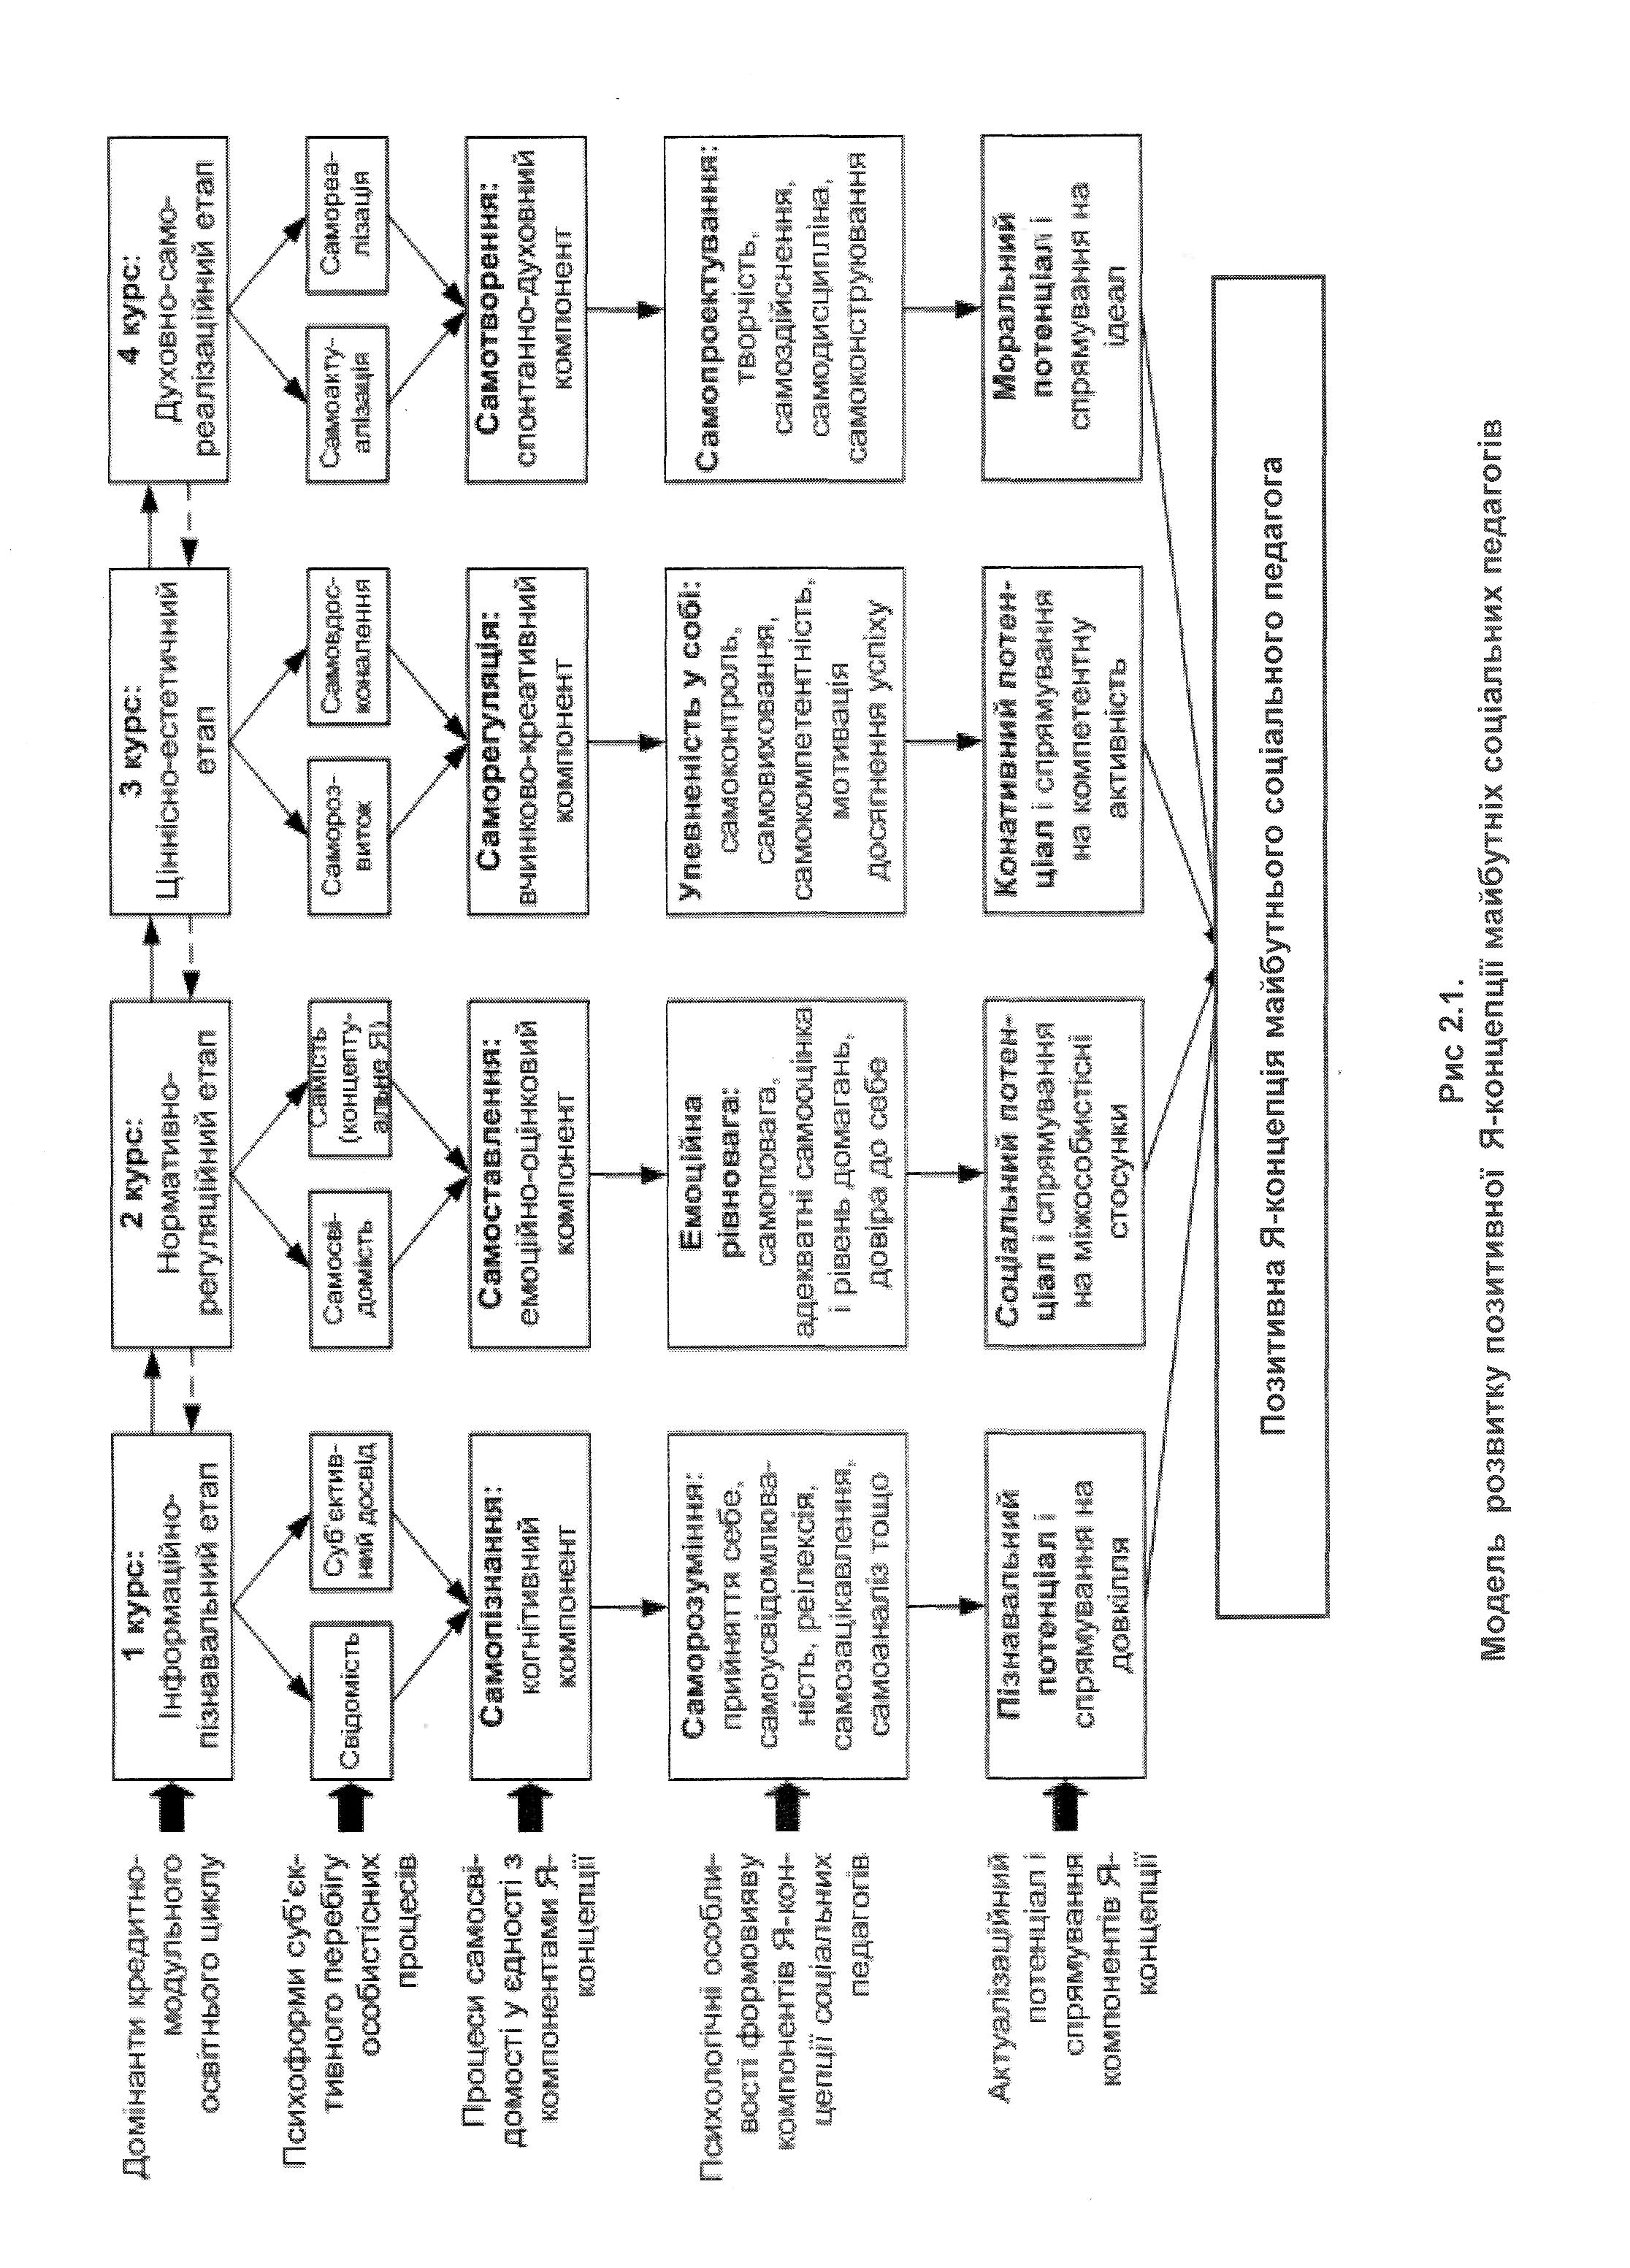 Домінанти кредитно-
модульного
освітнього циклу
1 курс:
Інформаційно-
пізнавальний етап
2 курс:
Нормативно-
регуляційний етап
3 курс:
Ціннісно-естетичний
етап
4 курс:
Духовно-само-
реалізаційний етап
Психоформи суб'єк-
тивного перебігу
особистісних
процесів
Свідомість
Суб'єктив-
ний досвід
Самосві-
домість
Самість
(концепту-
альне Я)
Самороз-
виток
Самовдос-
коналення
Самоакту-
алізація
Самореа-
лізація
Процеси самосві-
домості у єдності з
компонентами Я-
концепції
Самопізнання:
когнітивний
компонент
Самоставлення:
емоційно-оцінковий
компонент
Саморегуляція:
вчинково-креативний
компонент
Самотворення:
спонтанно-духовний
компонент
Психологічні особли-
вості формовияву
компонентів Я-кон-
цепції соціальних
педагогів
Саморозуміння:
прийняття себе,
самоусвідомлюва-
ність, реілексія,
самозацікавлення,
самоаналіз тощо
Емоційна
рівновага:
самоповага,
адекватні самооцінка
і рівень домагань,
довіра до себе
Упевненість у собі:
самоконтроль,
самовиховання,
самокомпетентність,
мотивація
досягнення успіху
Самопроектування:
творчість,
самоздійснення,
самодисципліна,
самоконструювання
Актуалізаційний
потенціал і
спрямування
компонентів Я-
концепції
Пізнавальний
потенціал і
спрямування на
довкілля
Соціальний потен-
ціал і спрямування
на міжособистісні
стосунки
Конативний потен-
ціал і спрямування
на компетентну
активність
Моральний
потенціал і
спрямування на
ідеал
Позитивна Я-концепція майбутнього соціального педагога
Рис 2.1.
Модель розвитку позитивної Я-концепції майбутніх соціальних педагогів